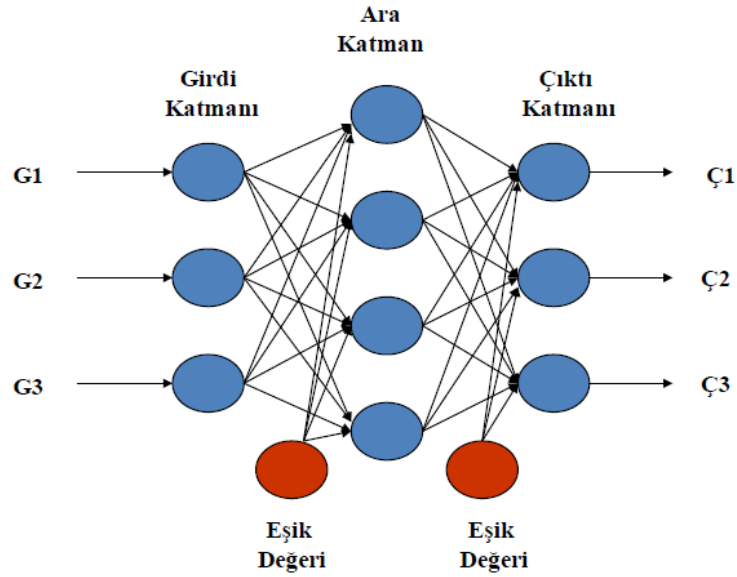 Ara
Katman
Girdi
Katmanı
Çıktı
Katmanı
G1
Ç1
G2
Ç2
G3
Ç3
Eşik
Değeri
Eşik
Değeri